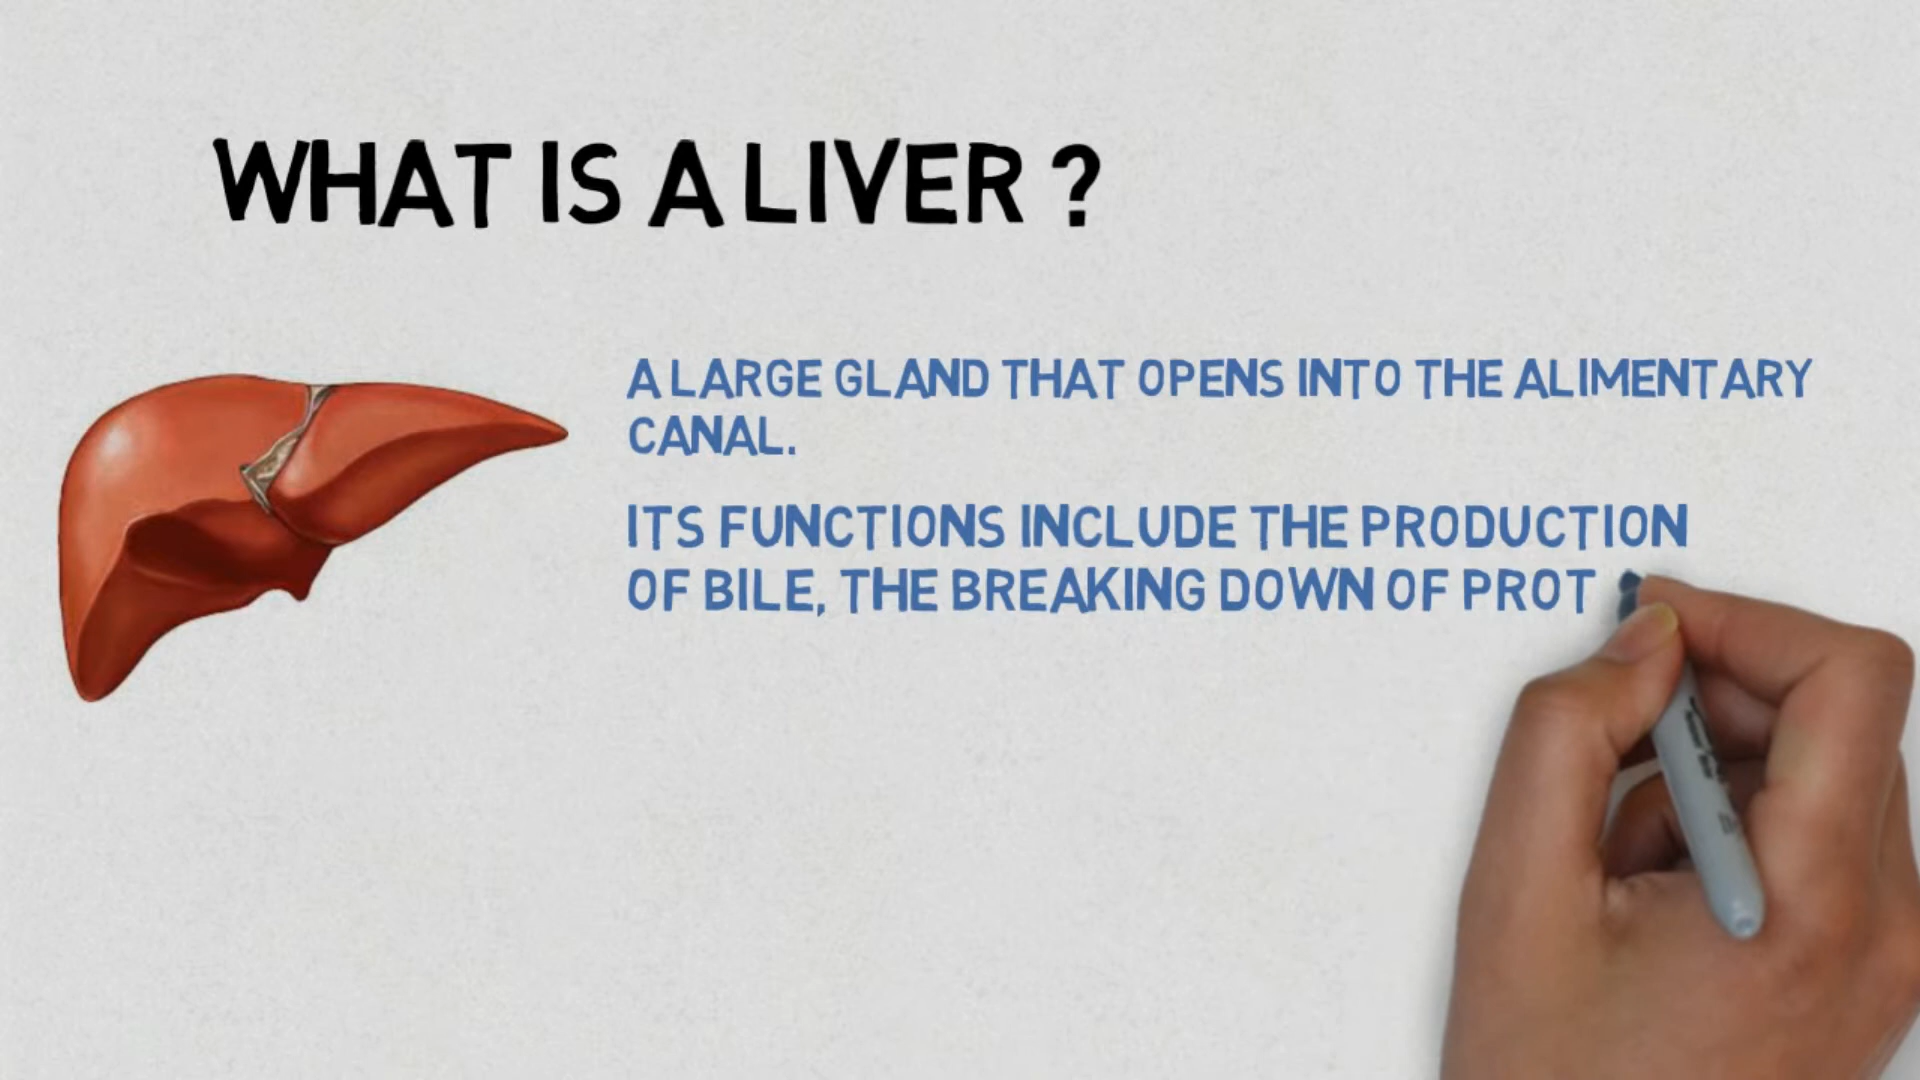 WHAT IS A LIVER ?
A LARGE GLAND THAT OPENS INTO THE ALIMENTARY
CANAL.
ITS FUNCTIONS INCLUDE THE PRODUCTION
OF BILE, THE BREAKING DOWN OF PROT